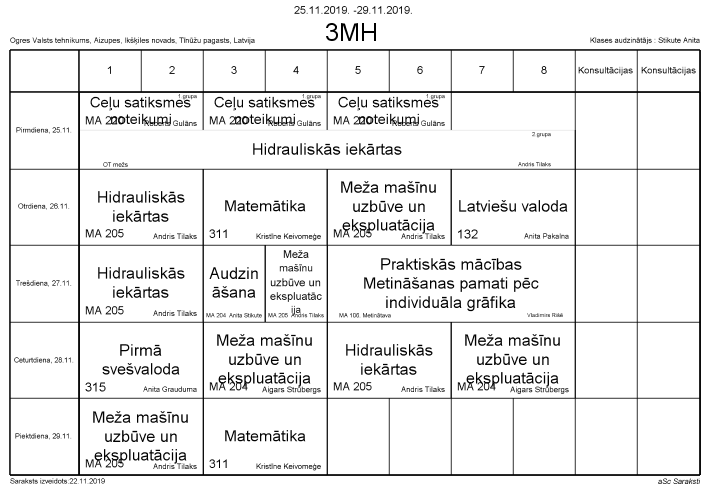 25.11.2019. -29.11.2019.
3MH
Ogres Valsts tehnikums, Aizupes, Ikšķiles novads, Tīnūžu pagasts, Latvija
Klases audzinātājs : Stikute Anita
1 2 3 4 5 6 7 8 Konsultācijas Konsultācijas
Pirmdiena, 25.11.
1.grupa
Ceļu satiksmes
noteikumi
MA 220 Roberts Gulāns
1.grupa
Ceļu satiksmes
noteikumi
MA 220 Roberts Gulāns
1.grupa
Ceļu satiksmes
noteikumi
MA 220 Roberts Gulāns
2.grupa
Hidrauliskās iekārtas
OT mežs Andris Tilaks
Otrdiena, 26.11.
Hidrauliskās
iekārtas
MA 205 Andris Tilaks
Matemātika
311 Kristīne Keivomeģe
Meža mašīnu
uzbūve un
ekspluatācija
MA 205 Andris Tilaks
Latviešu valoda
132 Anita Pakalna
Trešdiena, 27.11.
Hidrauliskās
iekārtas
MA 205 Andris Tilaks
Audzin
āšana
MA 204 Anita Stikute
Meža
mašīnu
uzbūve un
ekspluatāc
ija
MA 205 Andris Tilaks
Praktiskās mācības
Metināšanas pamati pēc
individuāla grāfika
MA 106, Metinātava Vladimirs
Ceturtdiena, 28.11.
Pirmā
svešvaloda
315 Anita Grauduma
Meža mašīnu
uzbūve un
ekspluatācija
MA 204 Aigars Strūbergs
Hidrauliskās
iekārtas
MA 205 Andris Tilaks
Meža mašīnu
uzbūve un
ekspluatācija
MA 204 Aigars Strūbergs
Piektdiena, 29.11.
Meža mašīnu
uzbūve un
ekspluatācija
MA 205 Andris Tilaks
Matemātika
311 Kristīne Keivomeģe
Saraksts izveidots:22.11.2019
aSc Saraksti